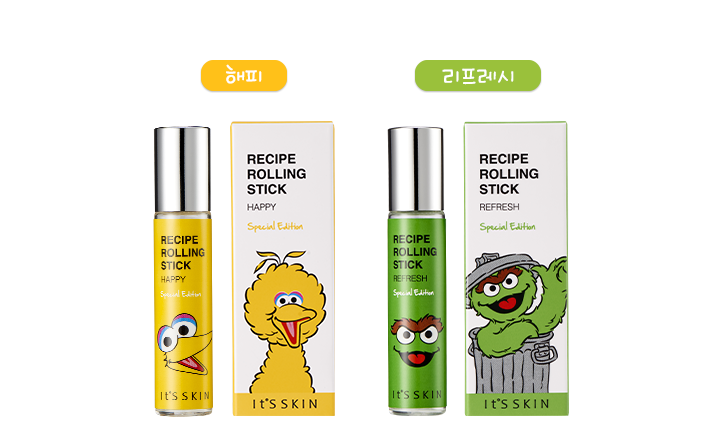 해피
리프레시
RECIPE
ROLLING
STICK
HAPPY
Special Edition
It'S SKIN
RECIPE
ROLLING
STICK
HAPPY
Special Edition
It'S SKIN
RECIPE
ROLLING
STICK
REFRESH
Special Edition
It'S SKIN
RECIPE
ROLLING
STICK
REFRESH
Special Edition
It'S SKIN